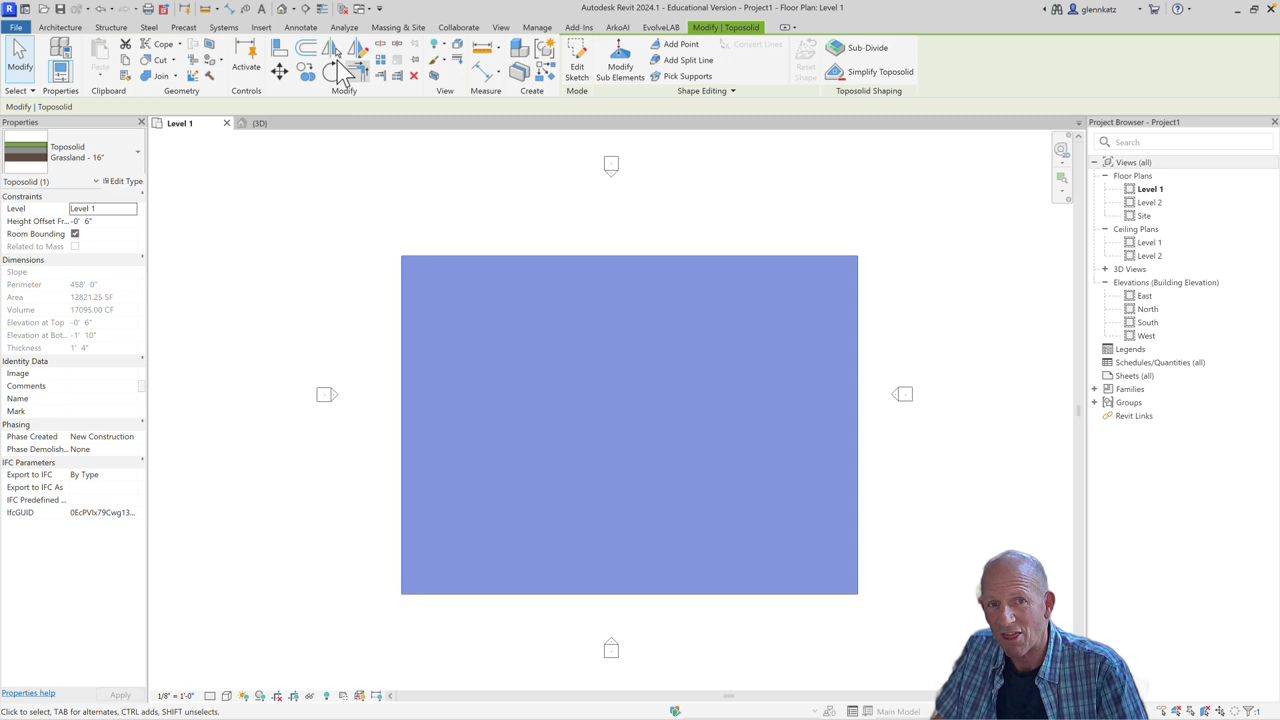 Autodesk Revit 2024.1 - Educational Version - Project1 - Floor Plan: Level 1
glennkatz
File Architecture Structure Steel Precast Systems Insert Annotate Analyze Massing & Site Collaborate View Manage Add-Ins ArkoAI EvolveLAB Modify | Toposolid
Modify
Paste
Cope
Cut
Join
Activate
Edit
Sketch
Modify
Sub Elements
Add Point
Add Split Line
Pick Supports
Convert Lines
Reset
Shape
Sub-Divide
Simplify Toposolid
Select Properties Clipboard Geometry Controls Modify View Measure Create Mode Shape Editing Toposolid Shaping
Modify | Toposolid
Properties
Toposolid
Grassland - 16"
Toposolid (1) Edit Type
Constraints
Level Level 1
Height Offset Fr... -0' 6"
Room Bounding
Related to Mass
Dimensions
Slope
Perimeter 458' 0"
Area 12821.25 SF
Volume 17095.00 CF
Elevation at Top -0' 6"
Elevation at Bot... -1' 10"
Thickness 1' 4"
Identity Data
Image
Comments
Name
Mark
Phasing
Phase Created New Construction
Phase Demolish... None
IFC Parameters
Export to IFC By Type
Export to IFC As
IFC Predefined ...
IfcGUID 0EcPVIx79Cwg13...
Properties help Apply
Level 1
(3D)
1/8" = 1'-0"
Project Browser - Project1
Search
Views (all)
Floor Plans
Level 1
Level 2
Site
Ceiling Plans
Level 1
Level 2
3D Views
Elevations (Building Elevation)
East
North
South
West
Legends
Schedules/Quantities (all)
Sheets (all)
Families
Groups
Revit Links
Click to select, TAB for alternates, CTRL adds, SHIFT unselects.
Main Model
:1